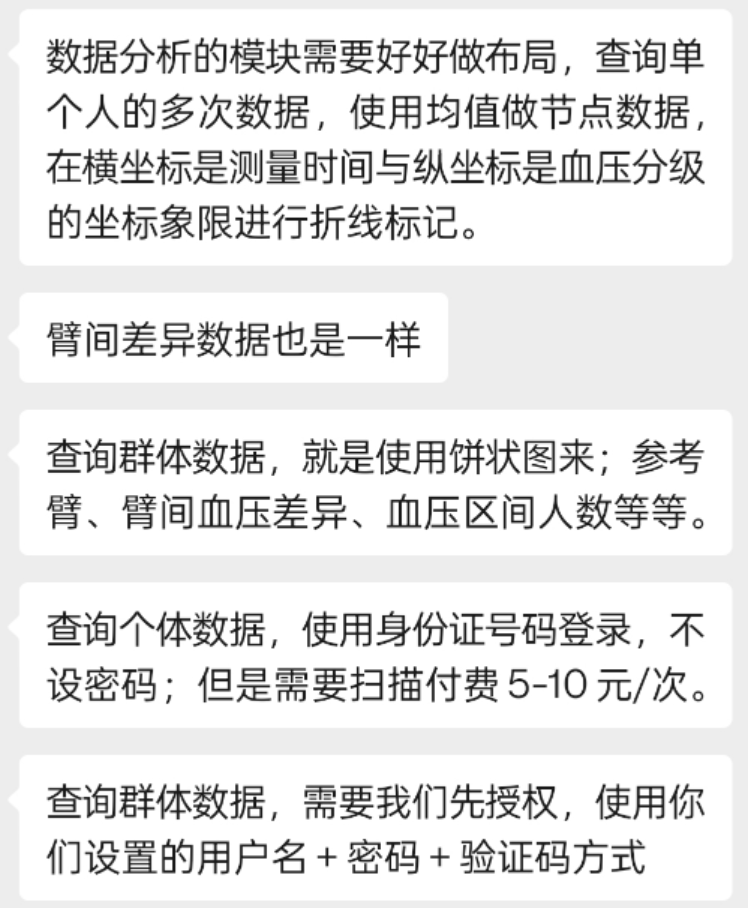 数据分析的模块需要好好做布局，查询单
个人的多次数据，使用均值做节点数据，
在横坐标是测量时间与纵坐标是血压分级
的坐标象限进行折线标记。
臂间差异数据也是一样
查询群体数据，就是使用饼状图来；参考
臂、臂间血压差异、血压区间人数等等。
查询个体数据，使用身份证号码登录，不
设密码；但是需要扫描付费 5-10 元/次。
查询群体数据，需要我们先授权，使用你
们设置的用户名＋密码＋验证码方式